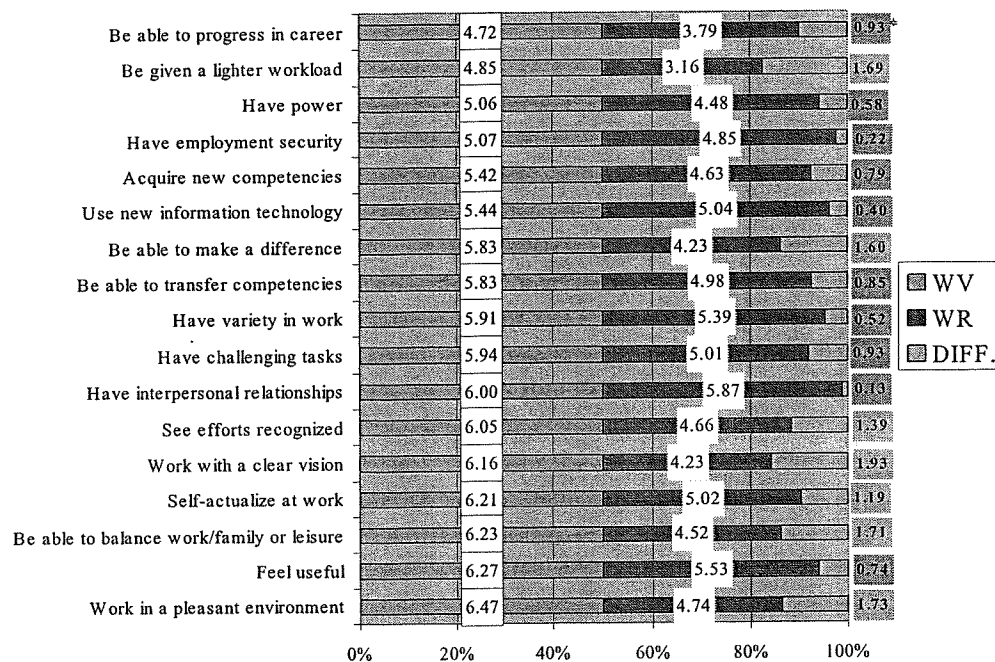 Be able to progress in career 4.72 3.79 0.93*
Be given a lighter workload 4.85 3.16 1.69
Have power 5.06 4.48 0.58
Have employment security 5.07 4.85 0.22
Acquire new competencies 5.42 4.63 0.79
Use new information technology 5.44 5.04 0.40
Be able to make a difference 5.83 4.23 1.60
Be able to transfer competencies 5.83 4.98 0.85
Have variety in work 5.91 5.39 0.52
Have challenging tasks 5.94 5.01 0.93
Have interpersonal relationships 6.00 5.87 0.13
See efforts recognized 6.05 4.66 1.39
Work with a clear vision 6.16 4.23 1.93
Self-actualize at work 6.21 5.02 1.19
Be able to balance work/family or leisure 6.23 4.52 1.71
Feel useful 6.27 5.53 0.74
Work in a pleasant environment 6.47 4.74 1.73
0% 20% 40% 60% 80% 100%
WV
WR
DIFF.